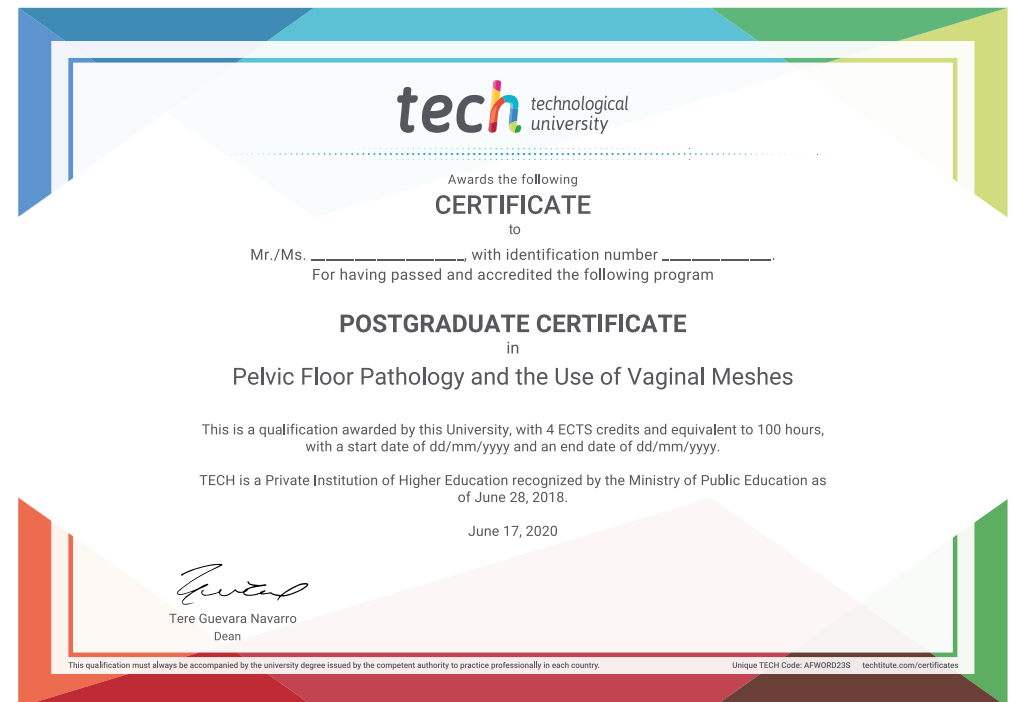 tech technological
university
Awards the following
CERTIFICATE
to
Mr./Ms. ____________________, with identification number ______________.
For having passed and accredited the following program
POSTGRADUATE CERTIFICATE
in
Pelvic Floor Pathology and the Use of Vaginal Meshes
This is a qualification awarded by this University, with 4 ECTS credits and equivalent to 100 hours,
with a start date of dd/mm/yyyy and an end date of dd/mm/yyyy.
TECH is a Private Institution of Higher Education recognized by the Ministry of Public Education as
of June 28, 2018.
June 17, 2020
Tere Guevara Navarro
Dean
This qualification must always be accompanied by the university degree issued by the competent authority to practice professionally in each country.
Unique TECH Code: AFWORD23S techtitute.com/certificates